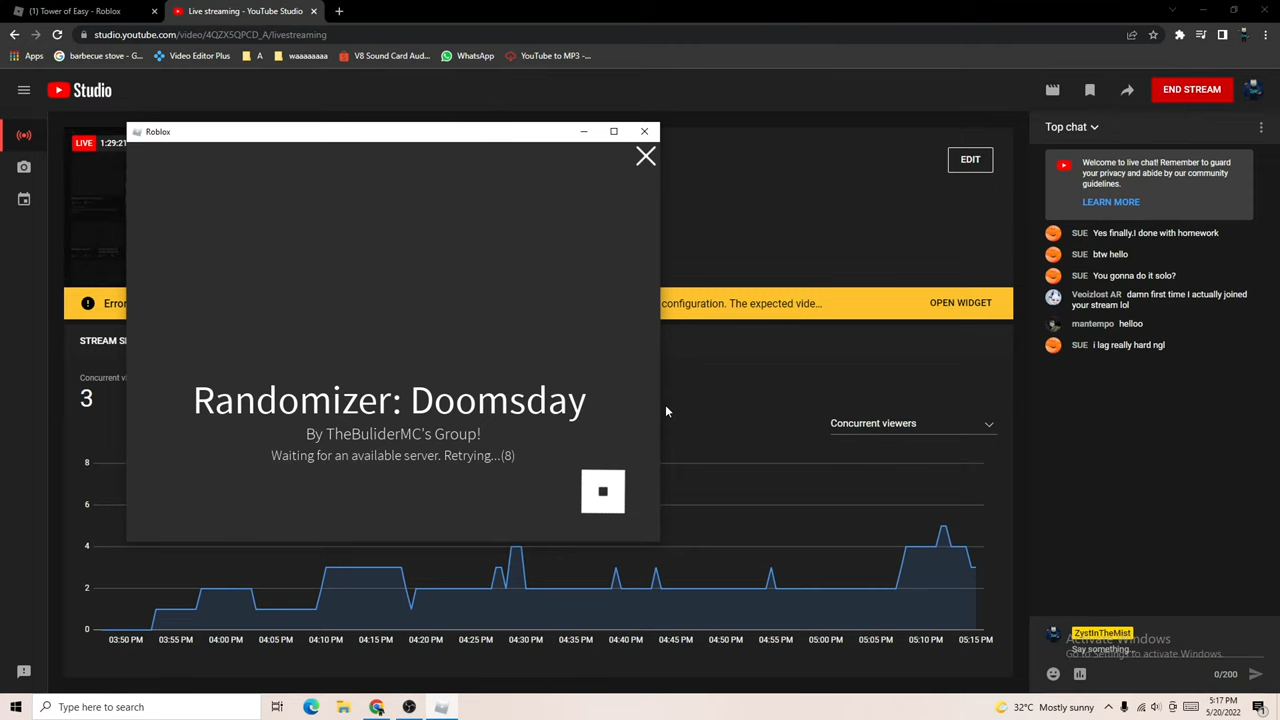 Tower of Easy - Roblox
Live streaming - YouTube Studio
studio.youtube.com/video/4QZX5QPCD_A/livestreaming
Apps
barbecue stove - G...
Video Editor Plus
A
waaaaaaa
V8 Sound Card Aud...
WhatsApp
YouTube to MP3 -...
Studio
END STREAM
LIVE 1:29:21
Roblox
EDIT
Top chat
Welcome to live chat! Remember to guard
your privacy and abide by our community
guidelines.
LEARN MORE
SUE Yes finally.I done with homework
SUE btw hello
SUE You gonna do it solo?
Veoizlost AR damn first time I actually joined
your stream lol
mantempo helloo
SUE i lag really hard ngl
Error
configuration. The expected vide...
OPEN WIDGET
STREAM
Concurrent
3
Randomizer: Doomsday
By TheBuliderMC's Group!
Waiting for an available server. Retrying...(8)
Concurrent viewers
8
6
4
2
0
03:50 PM 03:55 PM 04:00 PM 04:05 PM 04:10 PM 04:15 PM 04:20 PM 04:25 PM 04:30 PM 04:35 PM 04:40 PM 04:45 PM 04:50 PM 04:55 PM 05:00 PM 05:05 PM 05:10 PM 05:15 PM
ZystInTheMist
Say something...
Activate Windows
Go to Settings to activate Windows.
0/200
Type here to search
32°C Mostly sunny
5:17 PM
5/20/2022